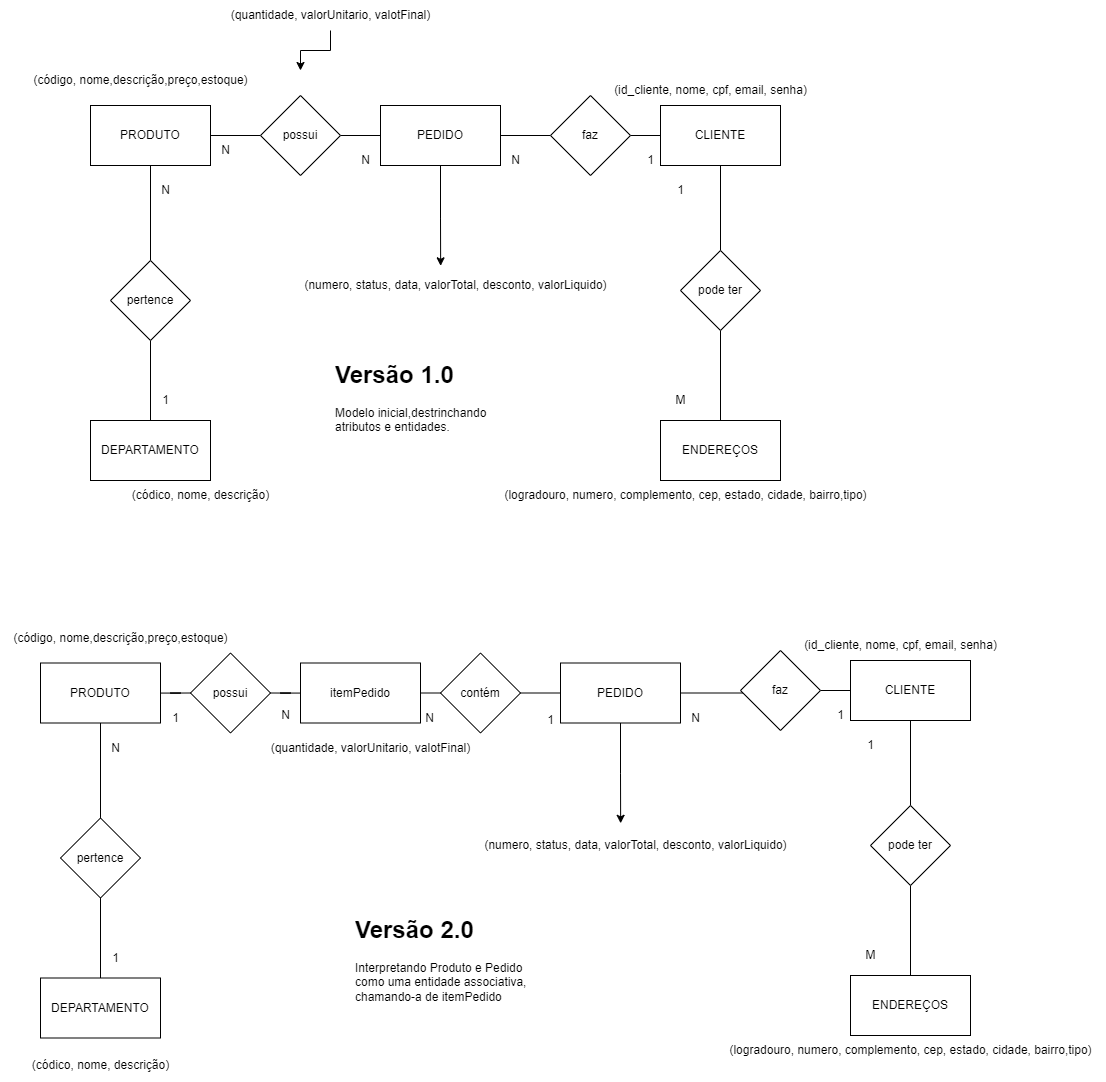 (quantidade, valorUnitario, valotFinal)
(código, nome,descrição,preço,estoque)
(id_cliente, nome, cpf, email, senha)
PRODUTO
possui
PEDIDO
faz
CLIENTE
N
N
N
1
N
1
pertence
(numero, status, data, valorTotal, desconto, valorLiquido)
pode ter
Versão 1.0
1
M
Modelo inicial,destrinchando
atributos e entidades.
DEPARTAMENTO
ENDEREÇOS
(códico, nome, descrição)
(logradouro, numero, complemento, cep, estado, cidade, bairro,tipo)
(código, nome,descrição,preço,estoque)
(id_cliente, nome, cpf, email, senha)
PRODUTO
possui
itemPedido
contém
PEDIDO
faz
CLIENTE
1
N
N
1
N
1
N
(quantidade, valorUnitario, valotFinal)
1
pertence
(numero, status, data, valorTotal, desconto, valorLiquido)
pode ter
Versão 2.0
1
M
Interpretando Produto e Pedido
como uma entidade associativa,
chamando-a de itemPedido
DEPARTAMENTO
ENDEREÇOS
(códico, nome, descrição)
(logradouro, numero, complemento, cep, estado, cidade, bairro,tipo)